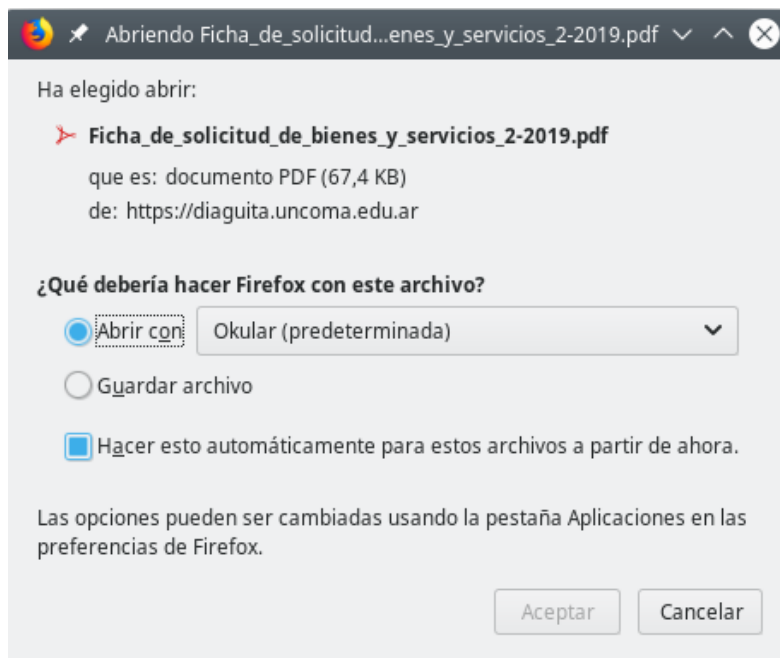 Abriendo Ficha_de_solicitud...enes_y_servicios_2-2019.pdf
Ha elegido abrir:
Ficha_de_solicitud_de_bienes_y_servicios_2-2019.pdf
que es: documento PDF (67,4 KB)
de: https://diaguita.uncoma.edu.ar
¿Qué debería hacer Firefox con este archivo?
Abrir con Okular (predeterminada)
Guardar archivo
Hacer esto automáticamente para estos archivos a partir de ahora.
Las opciones pueden ser cambiadas usando la pestaña Aplicaciones en las
preferencias de Firefox.
Aceptar Cancelar